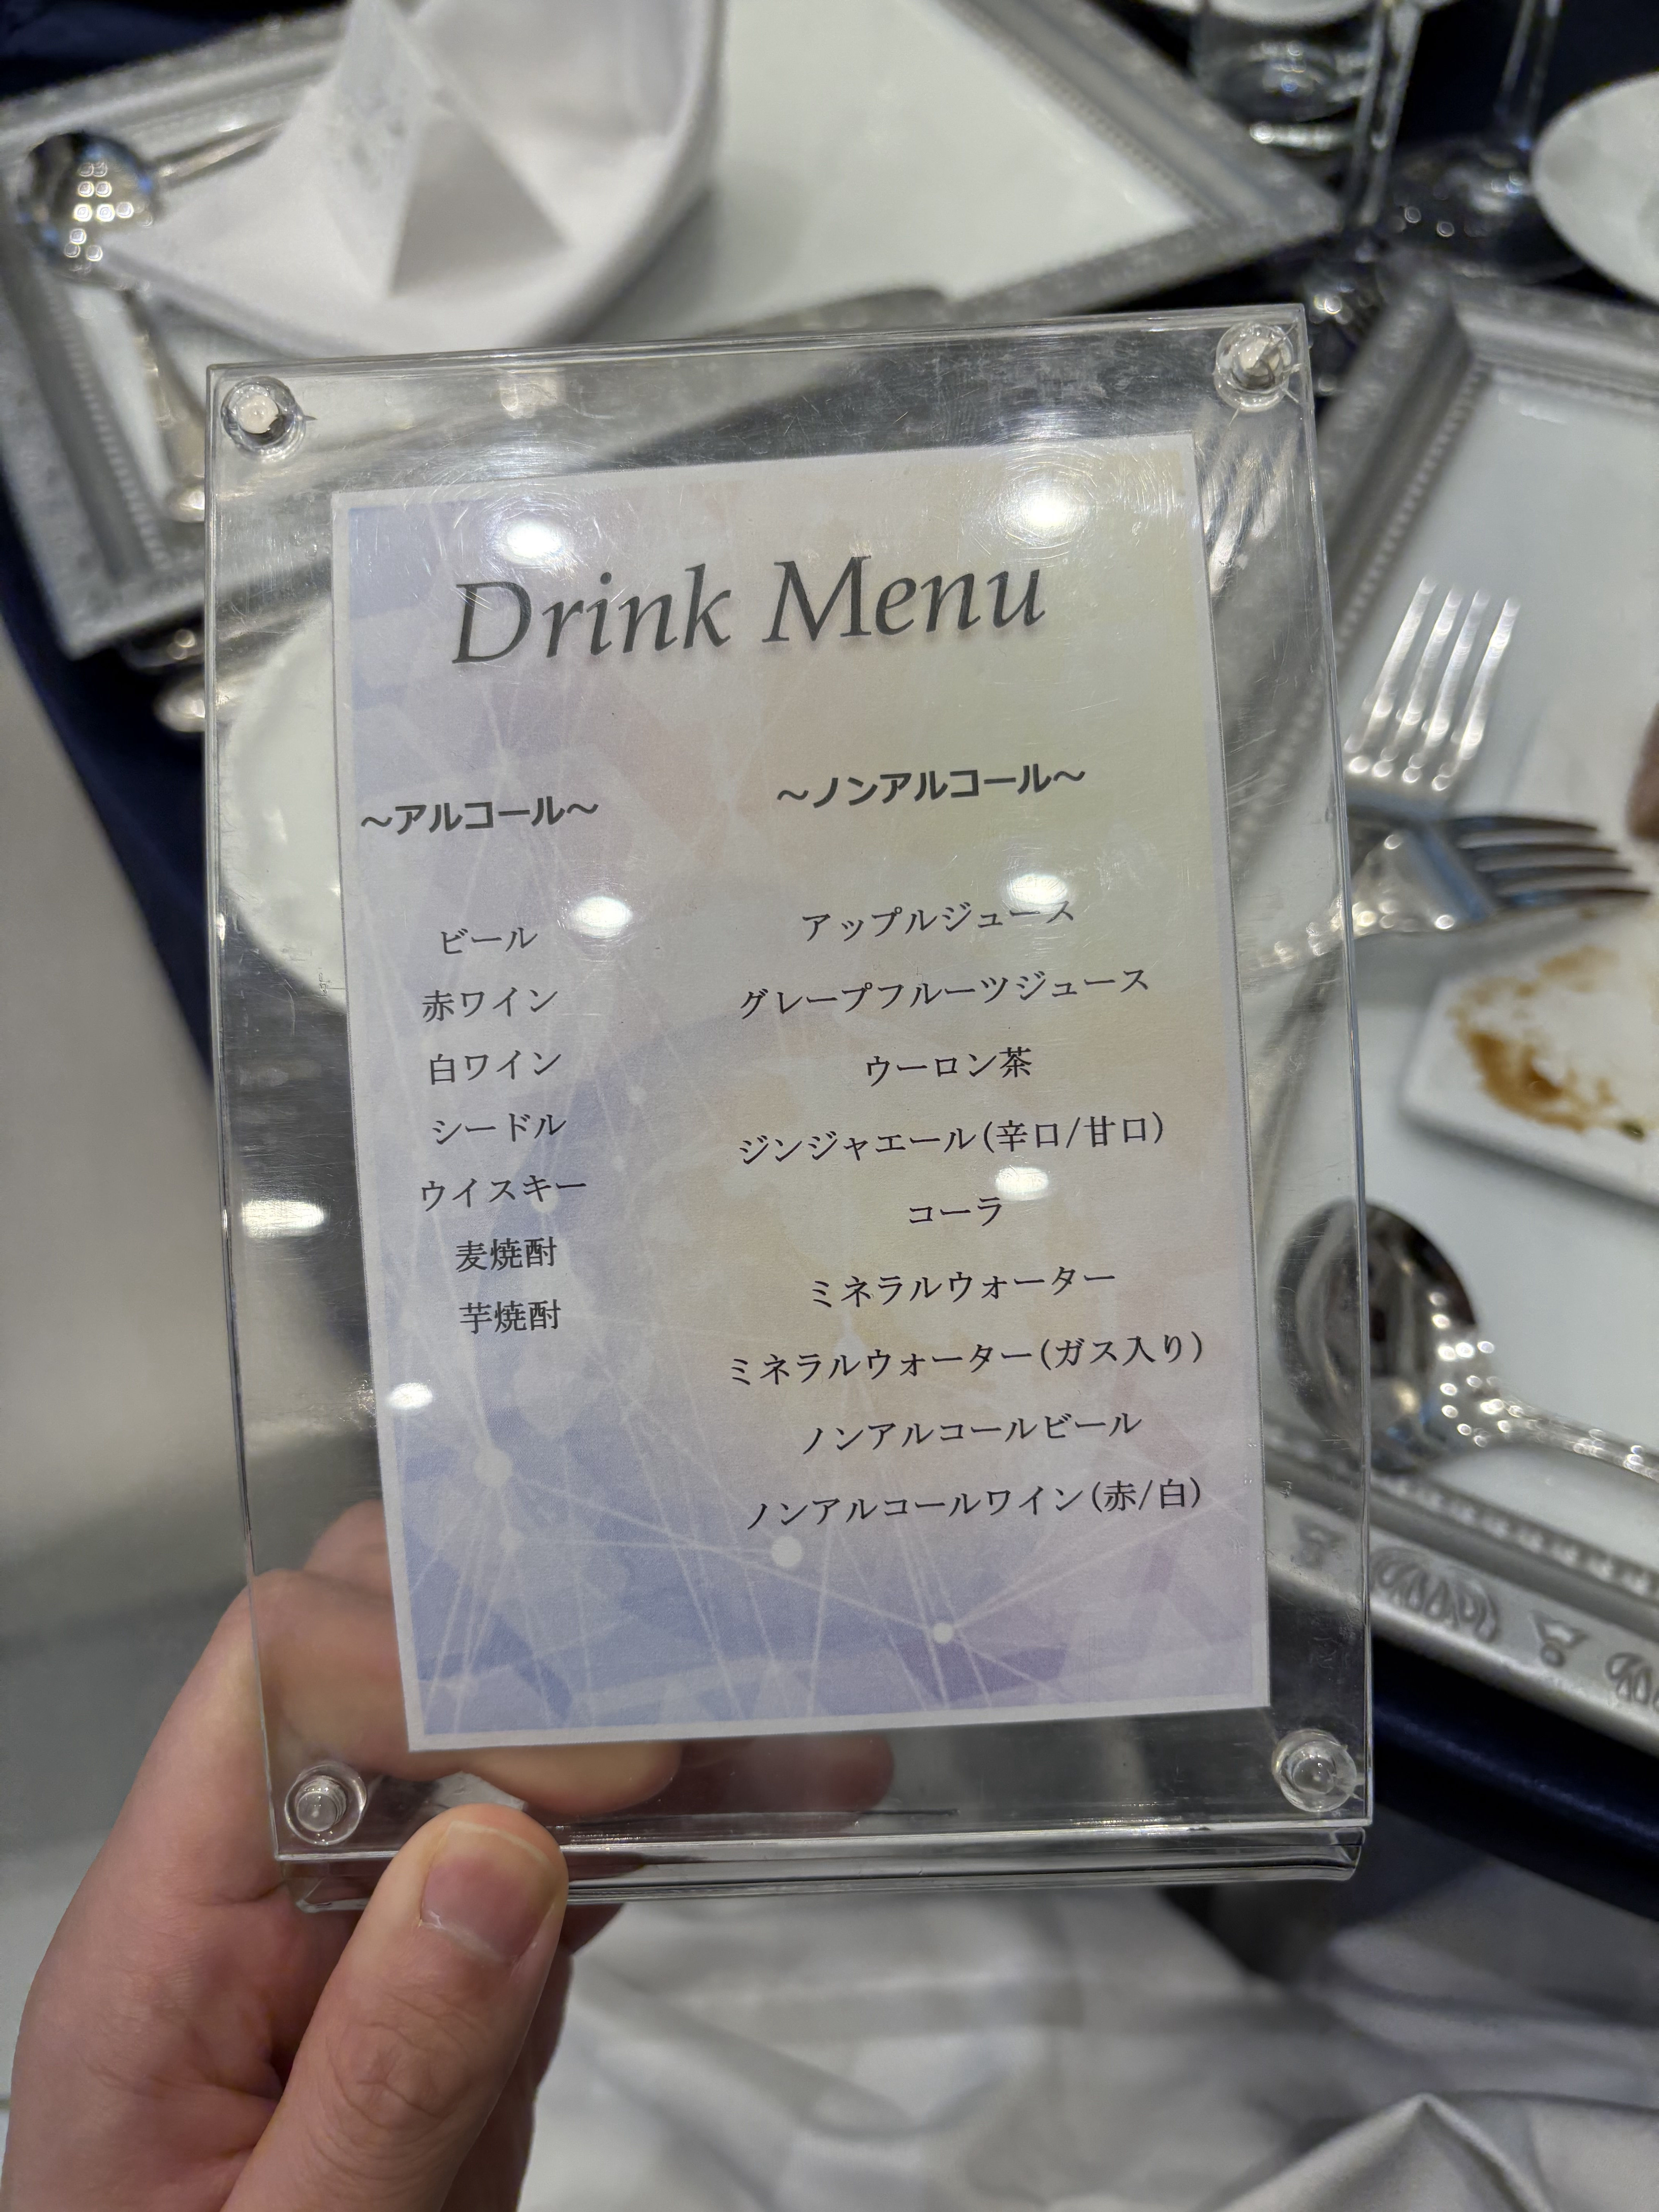 Drink Menu
～アルコール～
ビール
赤ワイン
白ワイン
シードル
ウイスキー
麦焼酎
芋焼酎
～ノンアルコール～
アップルジュース
グレープフルーツジュース
ウーロン茶
ジンジャエール(辛口/甘口)
コーラ
ミネラルウォーター
ミネラルウォーター(ガス入り)
ノンアルコールビール
ノンアルコールワイン(赤/白)